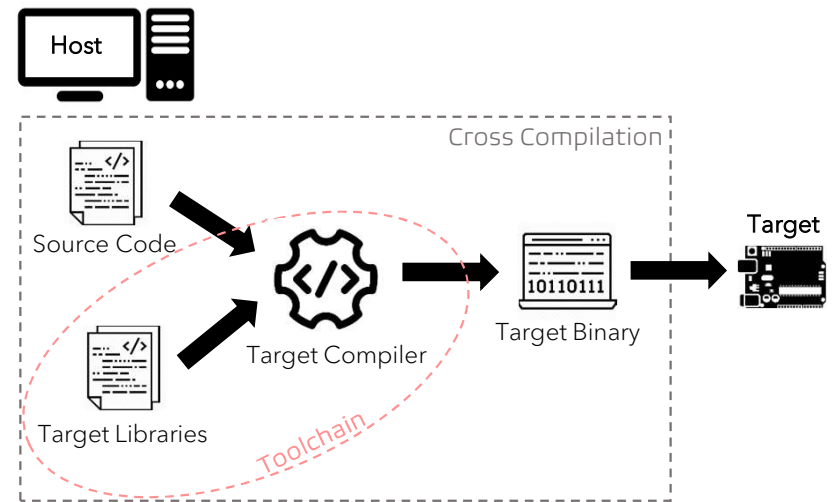 Host
Cross Compilation
</>
Source Code
</>
Target Compiler
</>
Target Libraries
Toolchain
10110111
Target Binary
Target